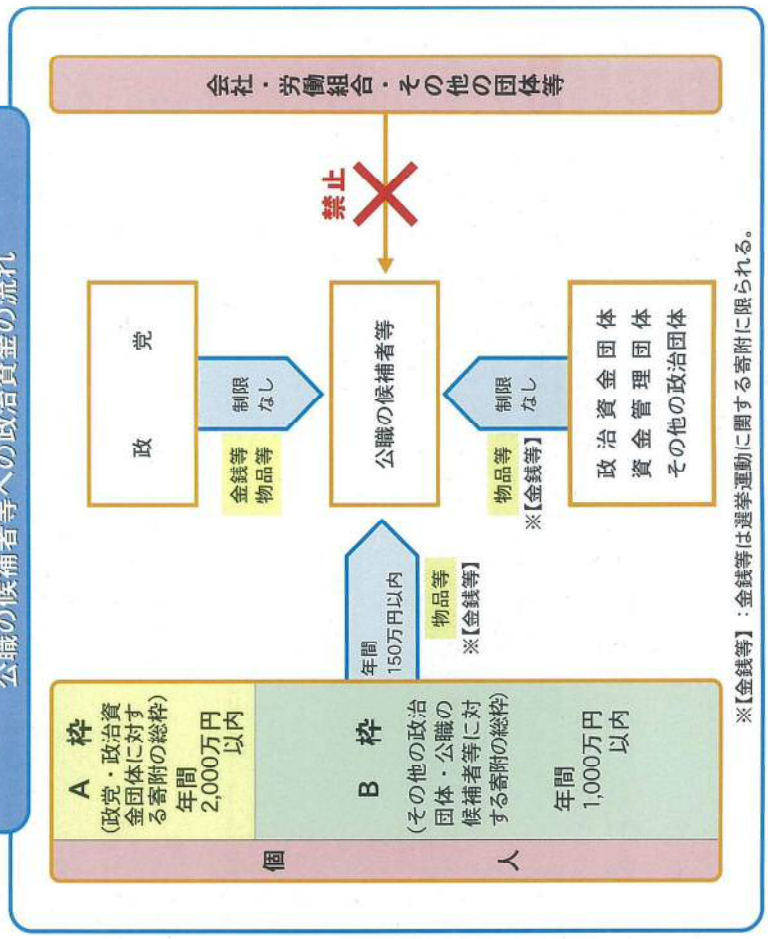 公職の候補者等への政治資金の流れ
個人
A 枠
(政党・政治資
金団体に対す
る寄附の総枠)
年間
2,000万円
以内
B 枠
(その他の政治
団体・公職の
候補者等に対
する寄附の総枠)
年間
1,000万円
以内
年間
150万円以内
物品等
※【金銭等】
政党
金銭等
物品等
制限
なし
公職の候補者等
制限
なし
物品等
※【金銭等】
政治資金団体
資金管理団体
その他の政治団体
禁止
会社・労働組合・その他の団体等
※【金銭等】:金銭等は選挙運動に関する寄附に限られる。